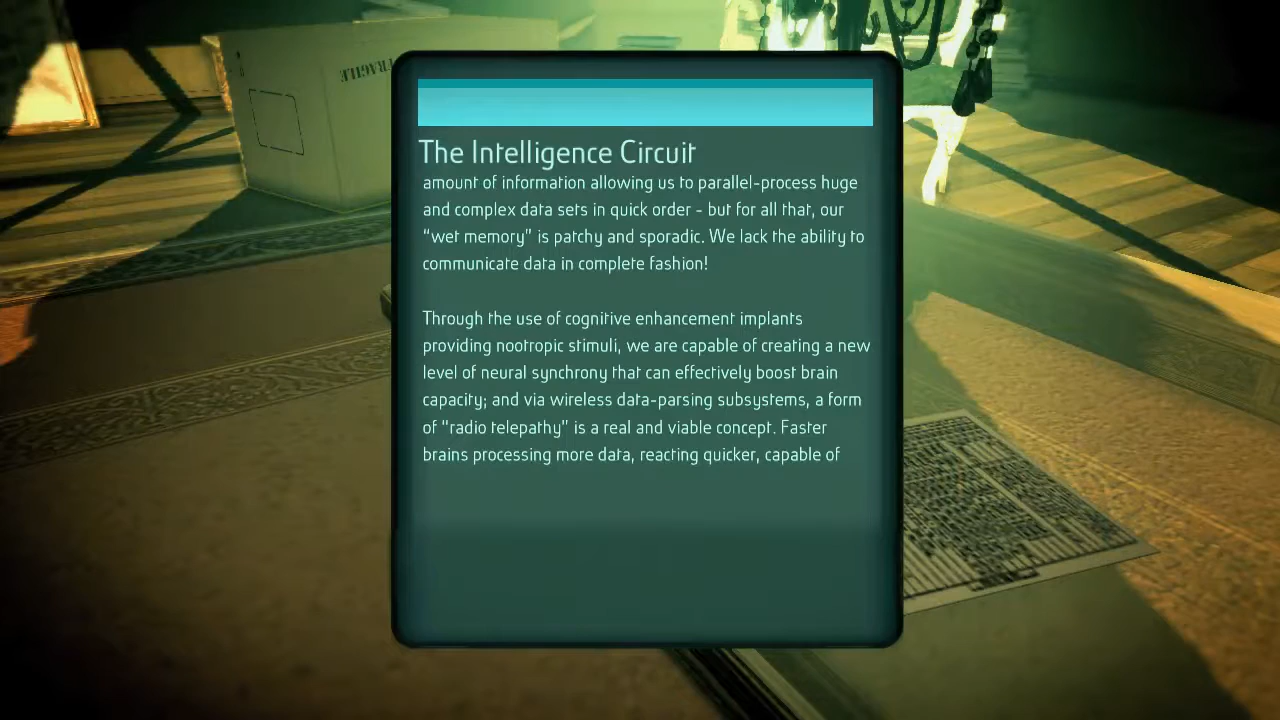 FRAGILE
The Intelligence Circuit
amount of information allowing us to parallel-process huge
and complex data sets in quick order - but for all that, our
“wet memory” is patchy and sporadic. We lack the ability to
communicate data in complete fashion!
Through the use of cognitive enhancement implants
providing nootropic stimuli, we are capable of creating a new
level of neural synchrony that can effectively boost brain
capacity; and via wireless data-parsing subsystems, a form
of “radio telepathy” is a real and viable concept. Faster
brains processing more data, reacting quicker, capable of